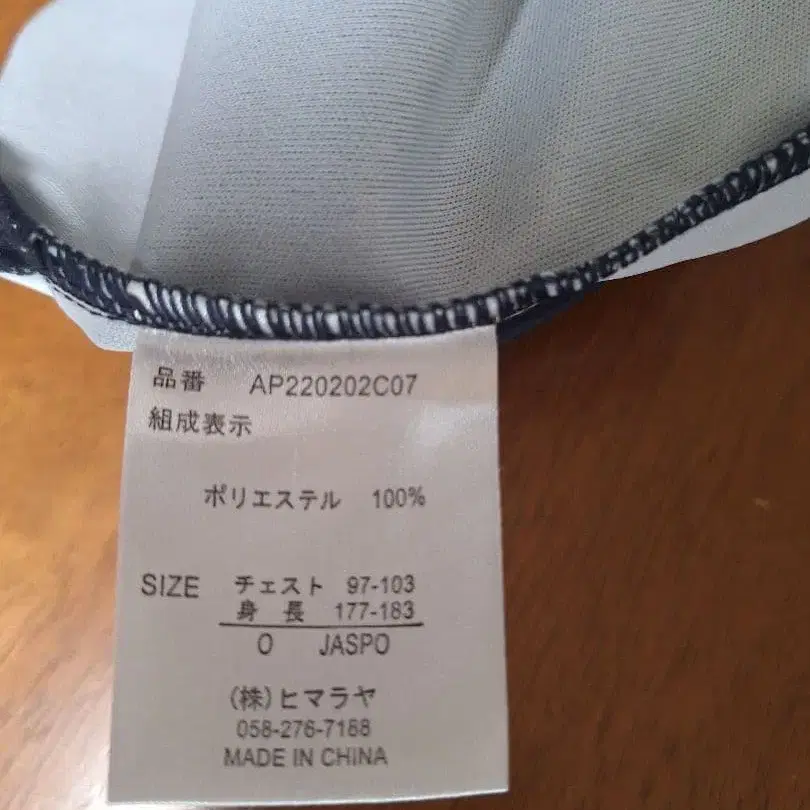 品番 AP220202C07
組成表示
ポリエステル 100%
SIZE チェスト 97-103
身長 177-183
O JASPO
(株)ヒマラヤ
058-276-7188
MADE IN CHINA